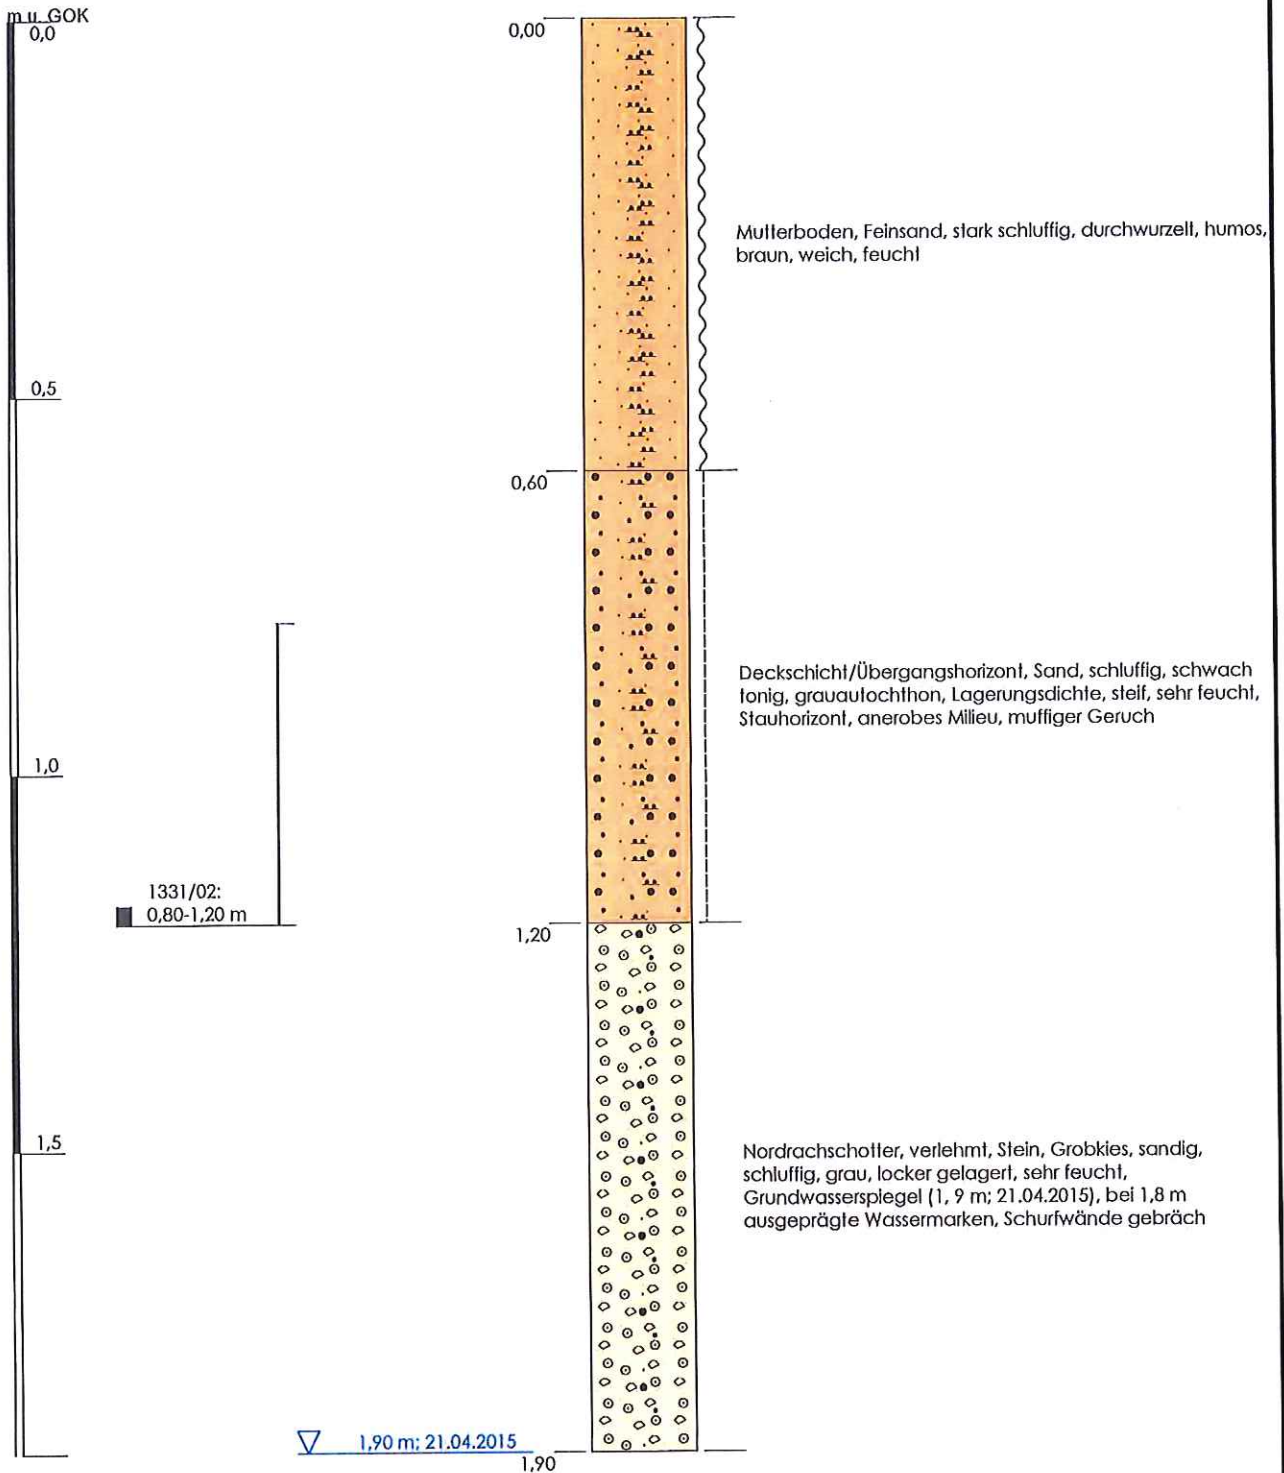 m u. GOK
0,0
0,00
Mutterboden, Feinsand, stark schluffig, durchwurzelt, humos,
braun, weich, feucht
0,5
0,60
Deckschicht/Übergangshorizont, Sand, schluffig, schwach
tonig, grauautochthon, Lagerungsdichte, steif, sehr feucht,
Stauhorizont, anerobes Milieu, muffiger Geruch
1,0
1331/02:
0,80-1,20 m
1,20
1,5
Nordrachschotter, verlehmt, Stein, Grobkies, sandig,
schluffig, grau, locker gelagert, sehr feucht,
Grundwasserspiegel (1, 9 m; 21.04.2015), bei 1,8 m
ausgeprägte Wassermarken, Schurfwände gebräch
1,90 m; 21.04.2015
1,90